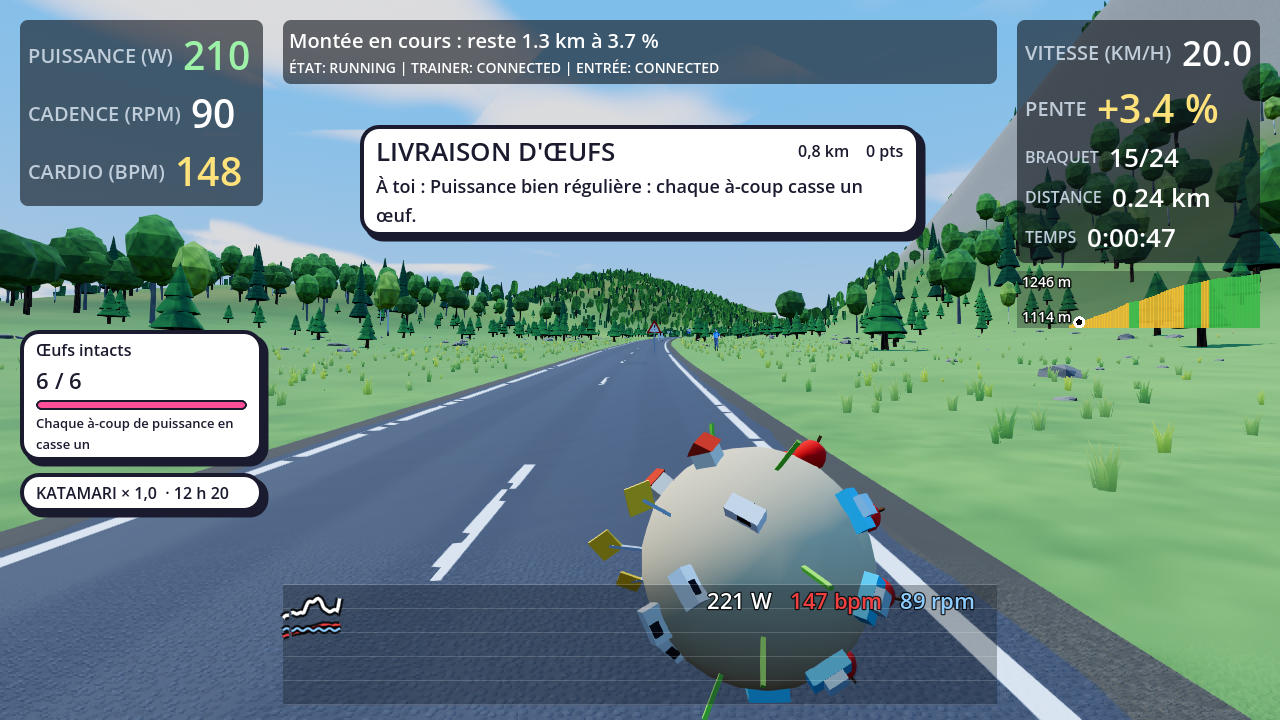 PUISSANCE (W) 210
CADENCE (RPM) 90
CARDIO (BPM) 148
Montée en cours : reste 1.3 km à 3.7 %
ÉTAT: RUNNING | TRAINER: CONNECTED | ENTRÉE: CONNECTED
VITESSE (KM/H) 20.0
PENTE +3.4 %
BRAQUET 15/24
DISTANCE 0.24 km
TEMPS 0:00:47
1246 m
1114 m
LIVRAISON D'ŒUFS 0,8 km 0 pts
À toi : Puissance bien régulière : chaque à-coup casse un
œuf.
Œufs intacts
6 / 6
Chaque à-coup de puissance en
casse un
KATAMARI × 1,0 · 12 h 20
221 W 147 bpm 89 rpm